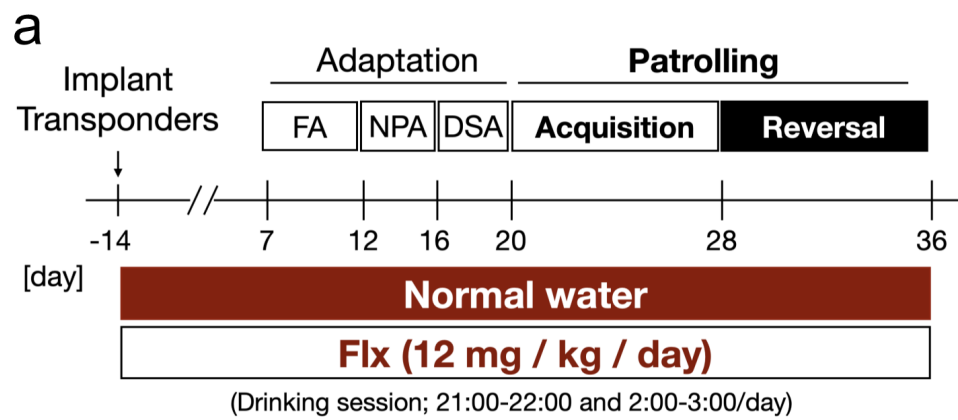 a
Implant
Transponders
Adaptation
Patrolling
FA
NPA
DSA
Acquisition
Reversal
-14
7
12
16
20
28
36
[day]
Normal water
Flx (12 mg / kg / day)
(Drinking session; 21:00-22:00 and 2:00-3:00/day)